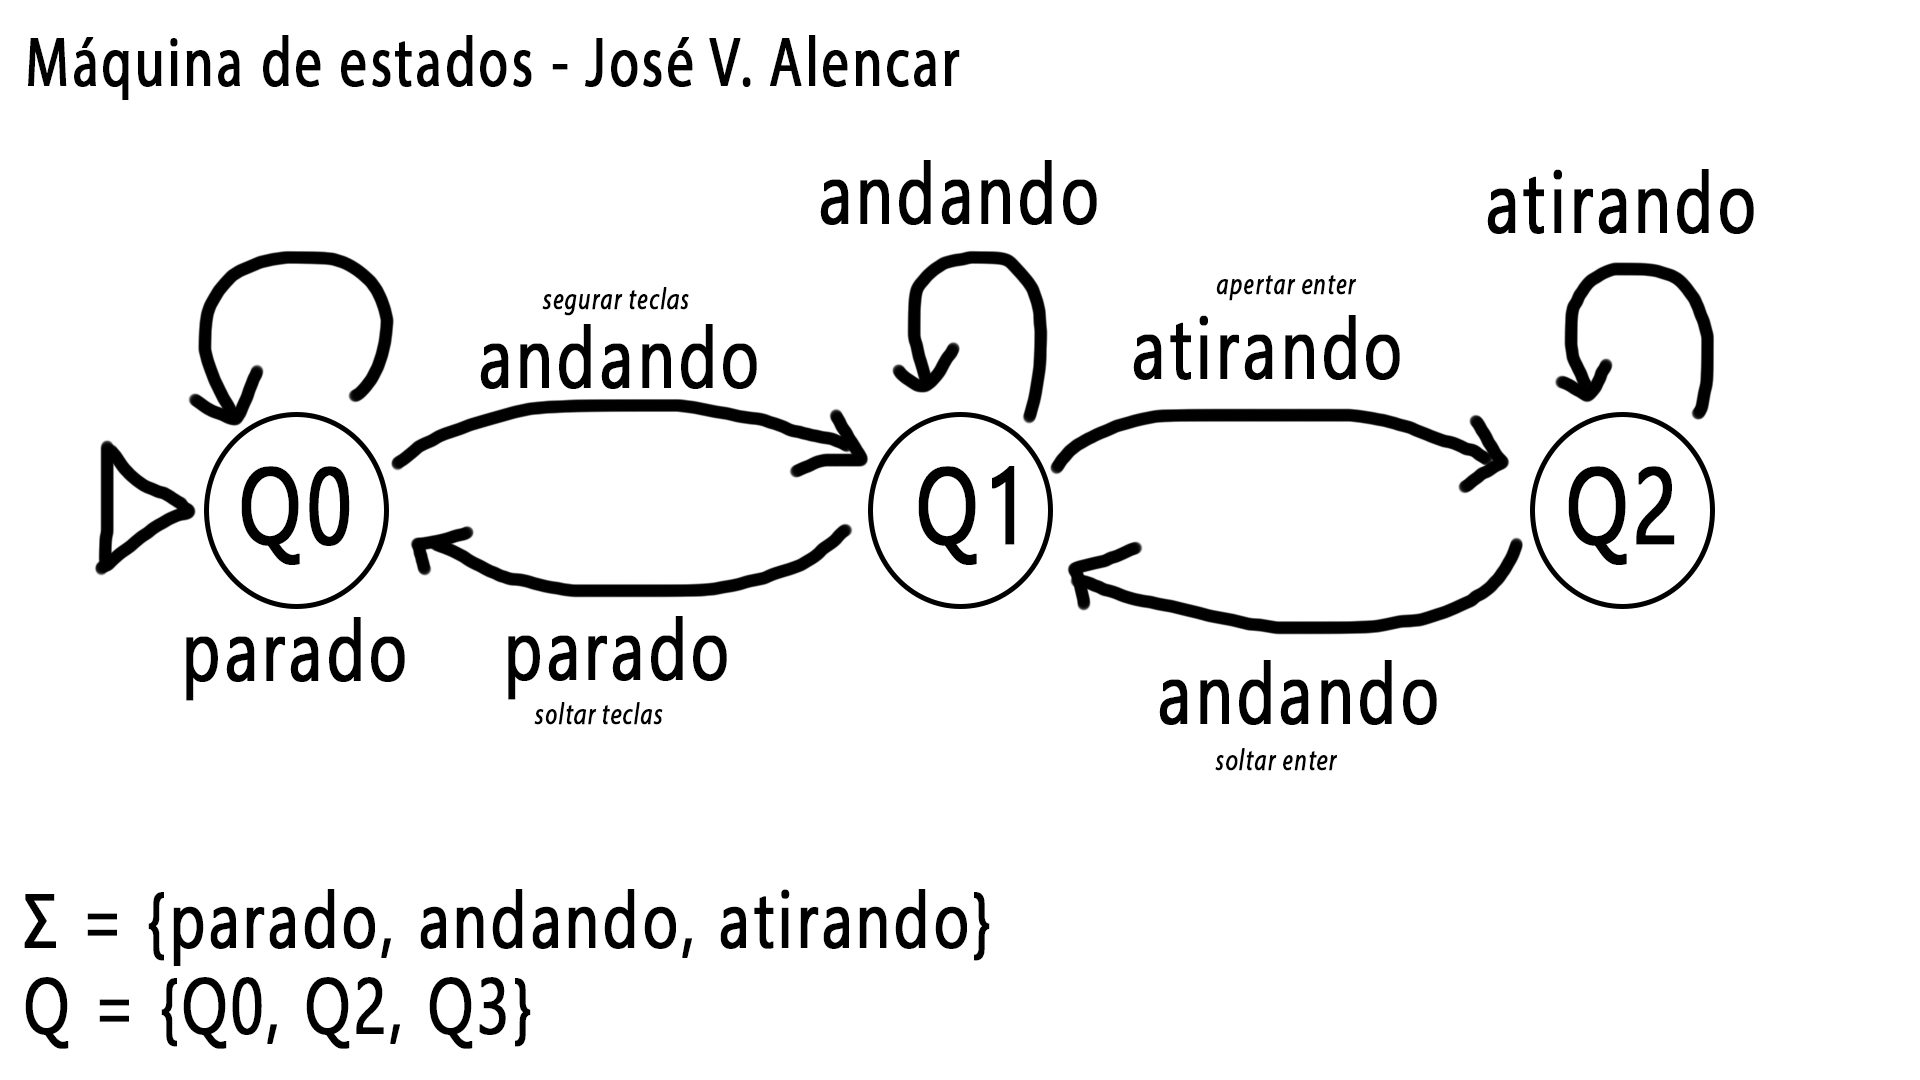 Máquina de estados - José V. Alencar
andando
atirando
segurar teclas
andando
apertar enter
atirando
Q0
Q1
Q2
parado
parado
soltar teclas
andando
soltar enter
Σ = {parado, andando, atirando}
Q = {Q0, Q2, Q3}